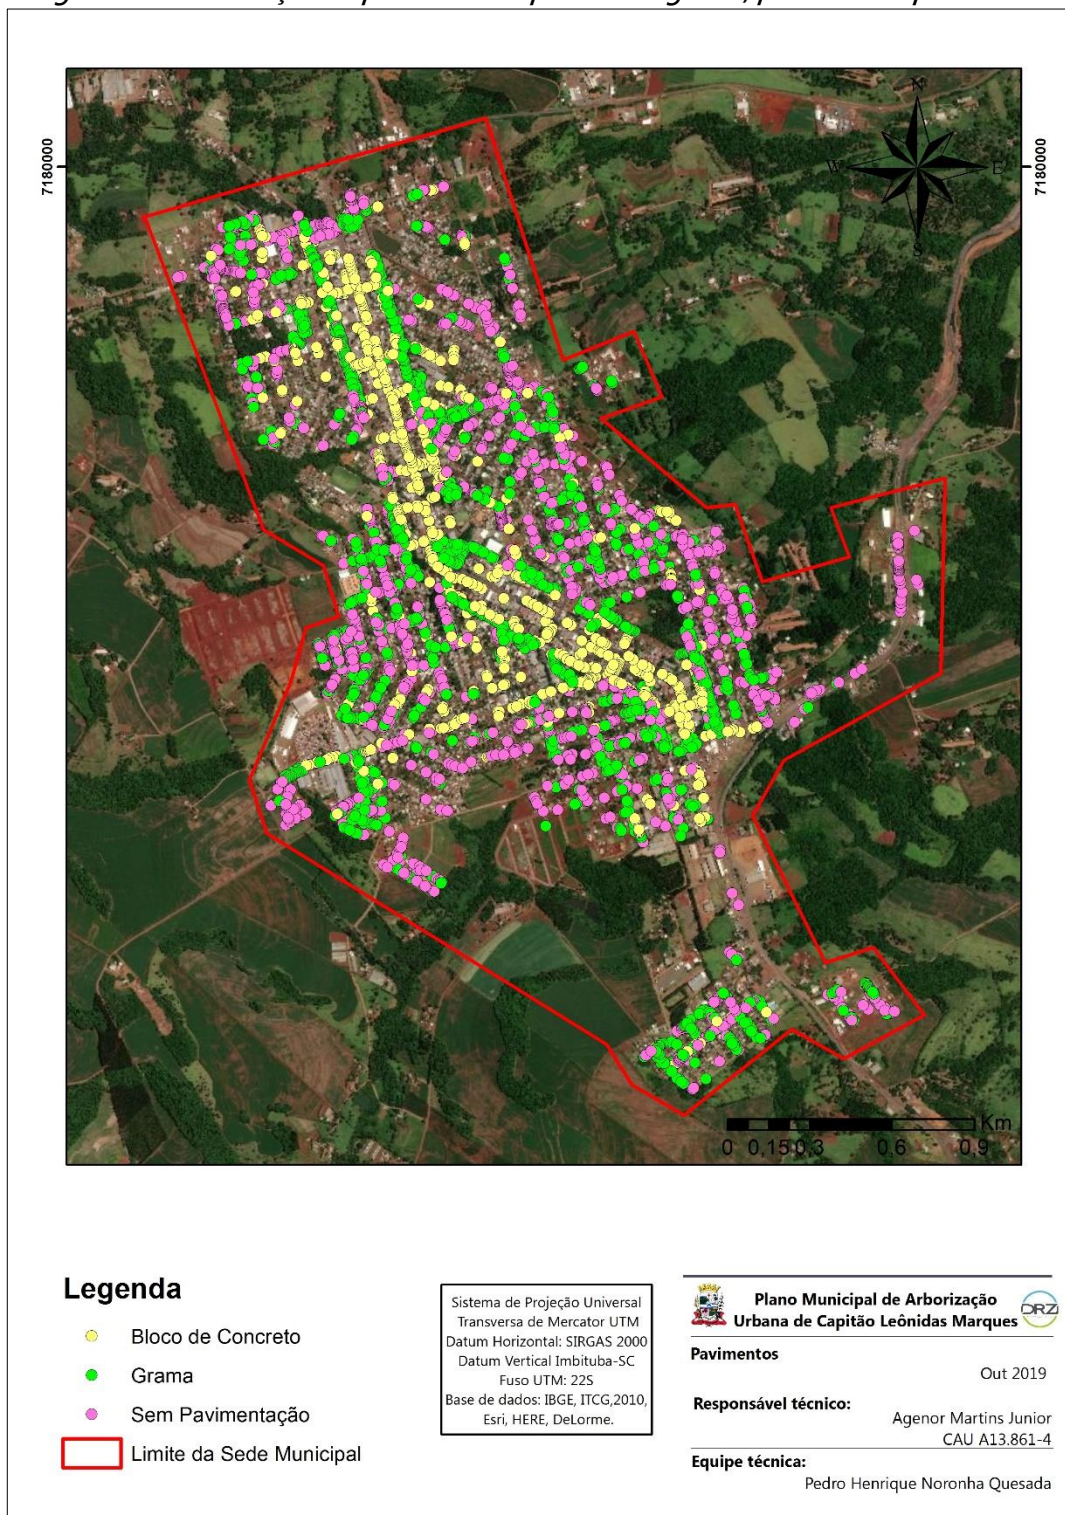 7180000
7180000
N
W
E
S
Km
0 0,15 0,3 0,6 0,9
Legenda
Bloco de Concreto
Grama
Sem Pavimentação
Limite da Sede Municipal
Sistema de Projeção Universal
Transversa de Mercator UTM
Datum Horizontal: SIRGAS 2000
Datum Vertical Imbituba-SC
Fuso UTM: 22S
Base de dados: IBGE, ITCG,2010,
Esri, HERE, DeLorme.
Plano Municipal de Arborização
Urbana de Capitão Leônidas Marques
DRZ
Pavimentos
Out 2019
Responsável técnico:
Agenor Martins Junior
CAU A13.861-4
Equipe técnica:
Pedro Henrique Noronha Quesada